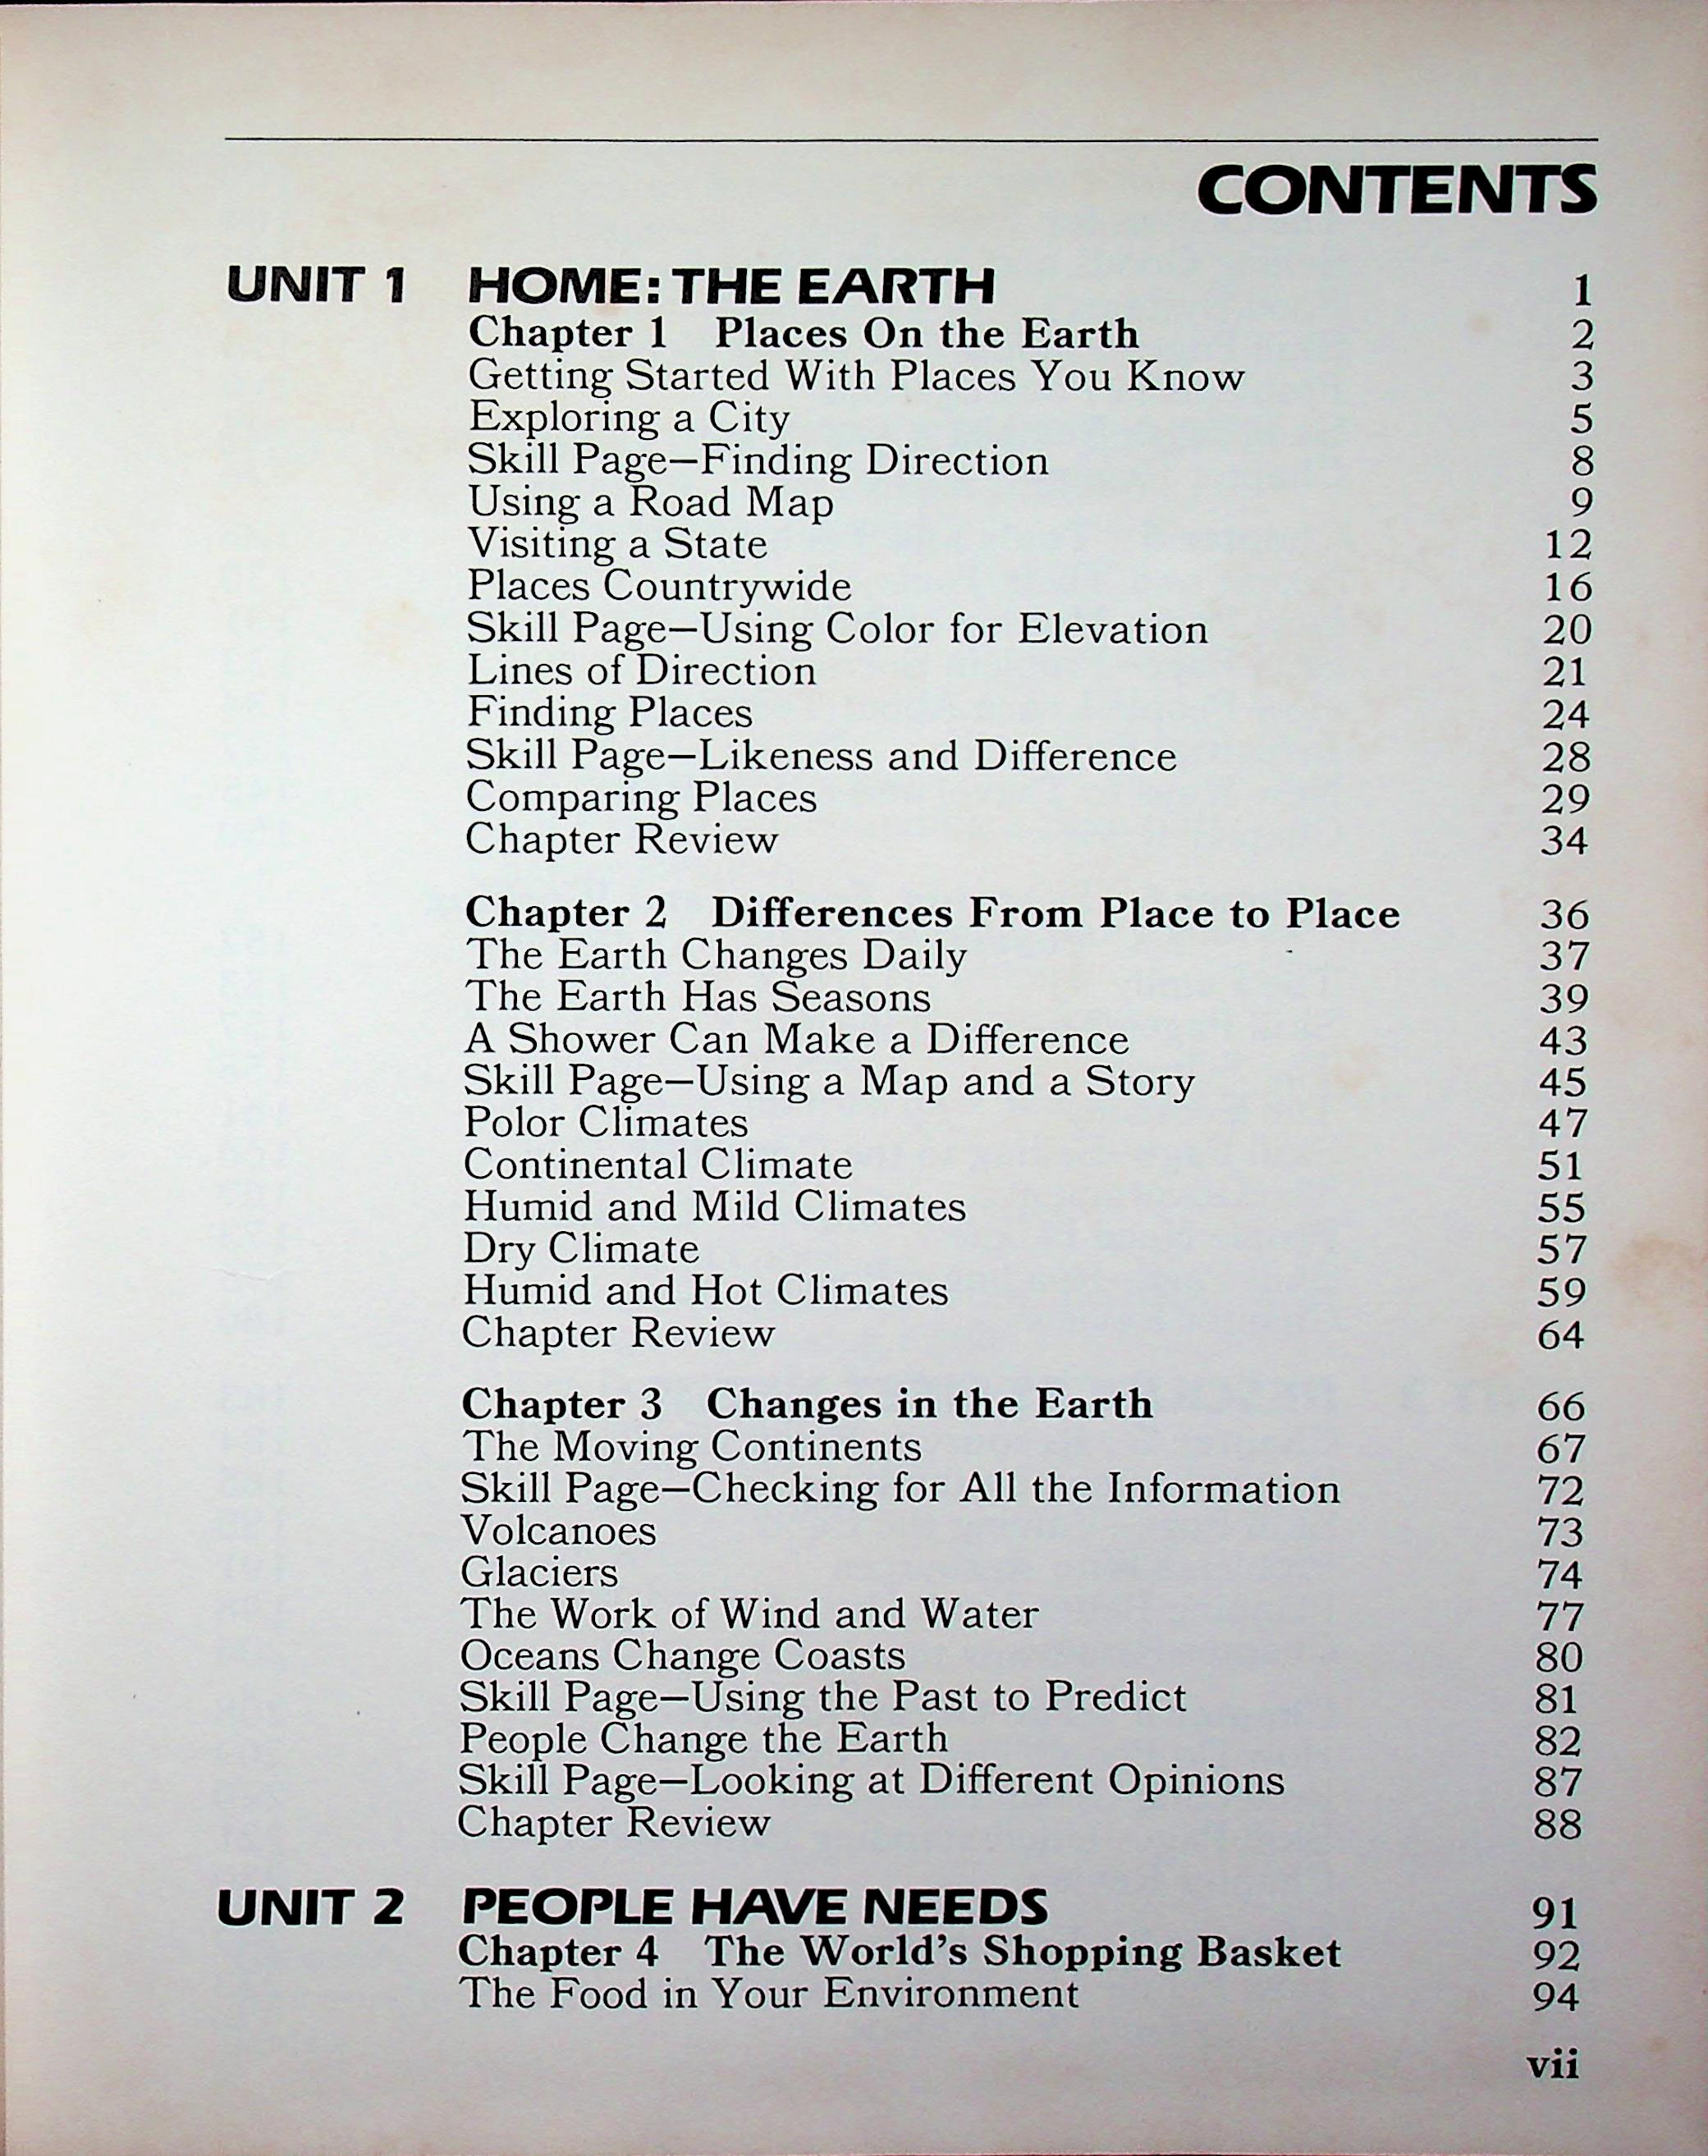 CONTENTS
UNIT 1 HOME: THE EARTH 1
Chapter 1 Places On the Earth 2
Getting Started With Places You Know 3
Exploring a City 5
Skill Page—Finding Direction 8
Using a Road Map 9
Visiting a State 12
Places Countrywide 16
Skill Page—Using Color for Elevation 20
Lines of Direction 21
Finding Places 24
Skill Page—Likeness and Difference 28
Comparing Places 29
Chapter Review 34
Chapter 2 Differences From Place to Place 36
The Earth Changes Daily 37
The Earth Has Seasons 39
A Shower Can Make a Difference 43
Skill Page—Using a Map and a Story 45
Polor Climates 47
Continental Climate 51
Humid and Mild Climates 55
Dry Climate 57
Humid and Hot Climates 59
Chapter Review 64
Chapter 3 Changes in the Earth 66
The Moving Continents 67
Skill Page—Checking for All the Information 72
Volcanoes 73
Glaciers 74
The Work of Wind and Water 77
Oceans Change Coasts 80
Skill Page—Using the Past to Predict 81
People Change the Earth 82
Skill Page—Looking at Different Opinions 87
Chapter Review 88
UNIT 2 PEOPLE HAVE NEEDS 91
Chapter 4 The World's Shopping Basket 92
The Food in Your Environment 94
vii